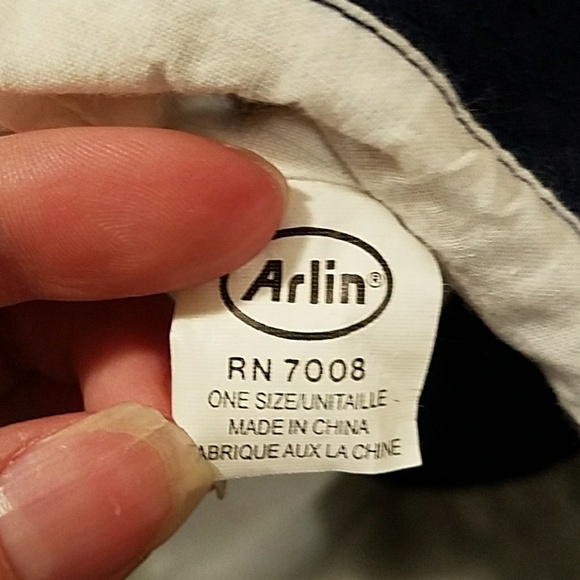 Arlin®
RN 7008
ONE SIZE/UNITAILLE
MADE IN CHINA
ABRIQUE AUX LA CHINE